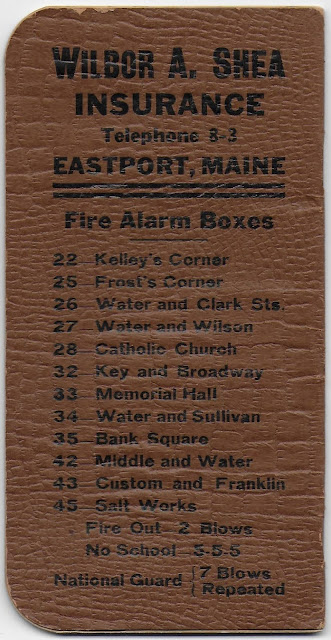 WILBOR A. SHEA
INSURANCE
Telephone 8-3
EASTPORT, MAINE
Fire Alarm Boxes
22 Kelley's Corner
25 Frost's Corner
26 Water and Clark Sts.
27 Water and Wilson
28 Catholic Church
32 Key and Broadway
33 Memorial Hall
34 Water and Sullivan
35 Bank Square
42 Middle and Water
43 Custom and Franklin
45 Salt Works
Fire Out 2 Blows
No School 3-5-5
National Guard { 7 Blows
Repeated